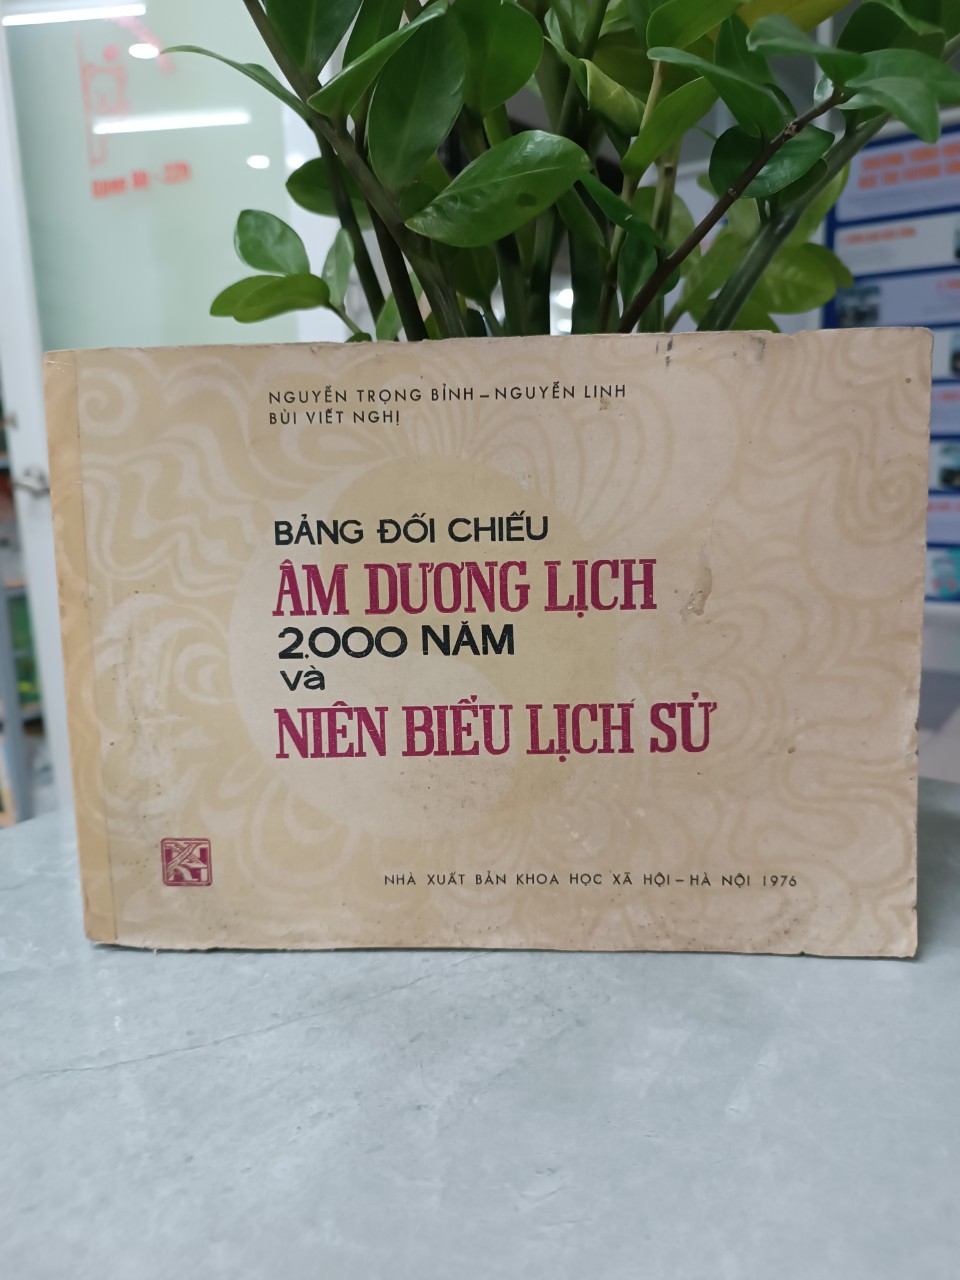 NGUYỄN TRỌNG BỈNH – NGUYỄN LINH
BÙI VIẾT NGHỊ
BẢNG ĐỐI CHIẾU
ÂM DƯƠNG LỊCH
2.000 NĂM
và
NIÊN BIỂU LỊCH SỬ
NHÀ XUẤT BẢN KHOA HỌC XÃ HỘI – HÀ NỘI 1976